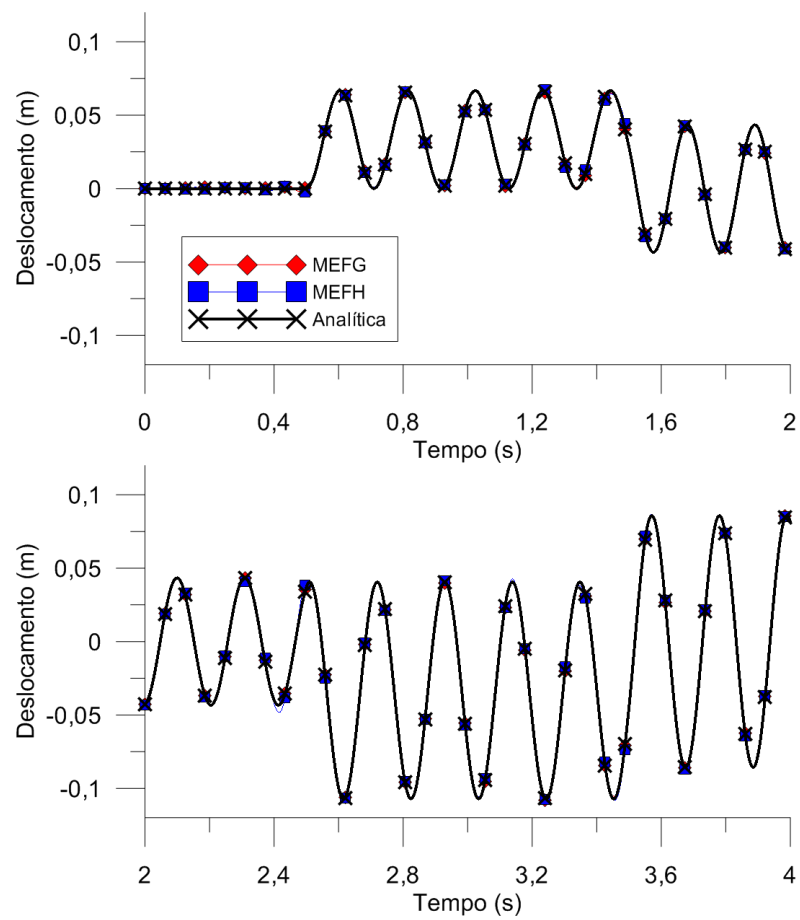 0,1
0,05
0
-0,05
-0,1
Deslocamento (m)
MEFG
MEFH
Analítica
0 0,4 0,8 1,2 1,6 2
Tempo (s)
0,1
0,05
0
-0,05
-0,1
Deslocamento (m)
2 2,4 2,8 3,2 3,6 4
Tempo (s)